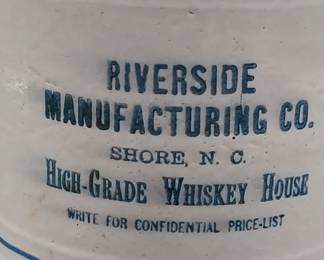 RIVERSIDE
MANUFACTURING CO.
SHORE, N. C.
HIGH-GRADE WHISKEY HOUSE
WRITE FOR CONFIDENTIAL PRICE-LIST